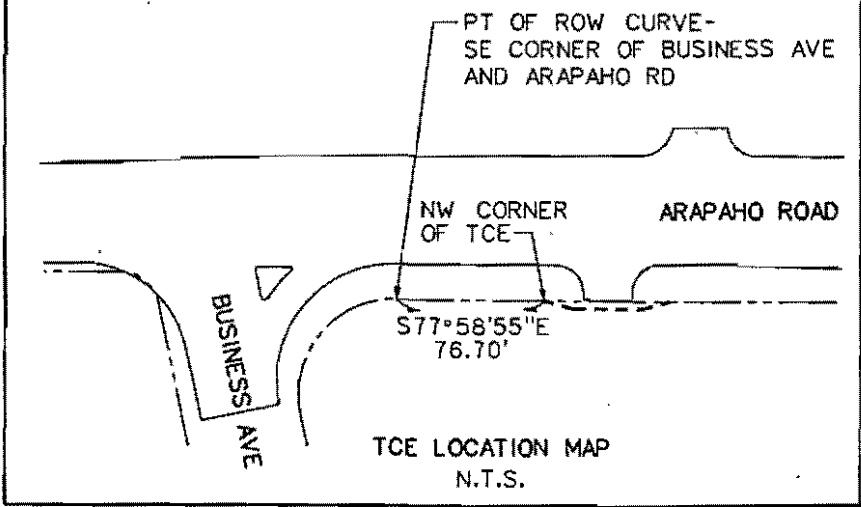 PT OF ROW CURVE-
SE CORNER OF BUSINESS AVE
AND ARAPAHO RD
NW CORNER
OF TCE
ARAPAHO ROAD
BUSINESS AVE
S77°58'55"E
76.70'
TCE LOCATION MAP
N.T.S.